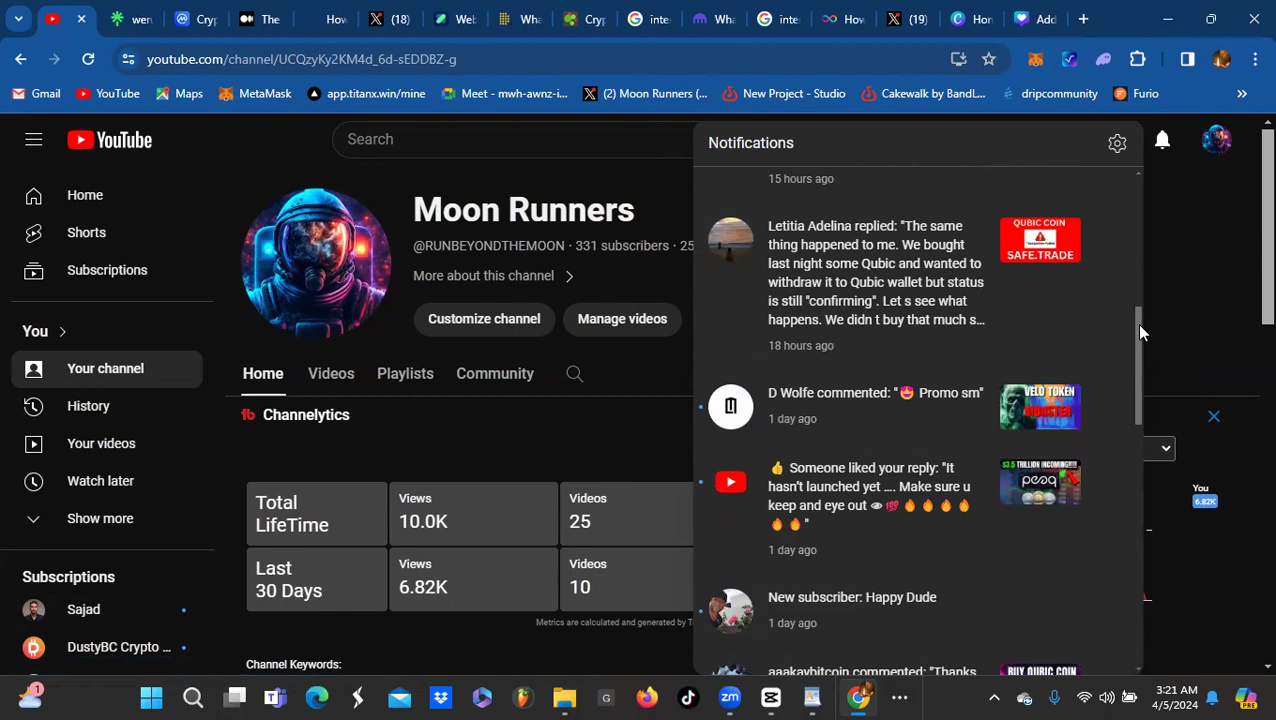 weru
Cryp
The
How
(18)
Web
Wha
Cryp
inte
Wha
inte
How
(19)
Hon
Add
youtube.com/channel/UCQzyKy2KM4d_6d-sEDDBZ-g
Gmail
YouTube
Maps
MetaMask
app.titanx.win/mine
Meet - mwh-awnz-i...
(2) Moon Runners (...
New Project - Studio
Cakewalk by BandL...
dripcommunity
Furio
YouTube
Search
Home
Shorts
Subscriptions
You
Your channel
History
Your videos
Watch later
Show more
Subscriptions
Sajad
DustyBC Crypto ...
Moon Runners
@RUNBEYONDTHEMOON · 331 subscribers · 25
More about this channel
Customize channel
Manage videos
Home
Videos
Playlists
Community
Channelytics
Total
LifeTime
Views
10.0K
Videos
25
Last
30 Days
Views
6.82K
Videos
10
Metrics are calculated and generated by
Channel Keywords:
Notifications
15 hours ago
Letitia Adelina replied: "The same
thing happened to me. We bought
last night some Qubic and wanted to
withdraw it to Qubic wallet but status
is still "confirming". Let s see what
happens. We didn t buy that much s...
18 hours ago
QUBIC COIN
SAFE.TRADE
D Wolfe commented: "😍 Promo sm"
1 day ago
VELO TOKEN
MONSTER
👍 Someone liked your reply: "It
hasn't launched yet .... Make sure u
keep and eye out 👁 💯 🔥 🔥 🔥 🔥
🔥 🔥 "
1 day ago
$3.5 TRILLION INCOMING!!!!
peaq
New subscriber: Happy Dude
1 day ago
aaakaybitcoin commented: "Thanks
BUY QUBIC COIN
You
6.82K
1
3:21 AM
4/5/2024